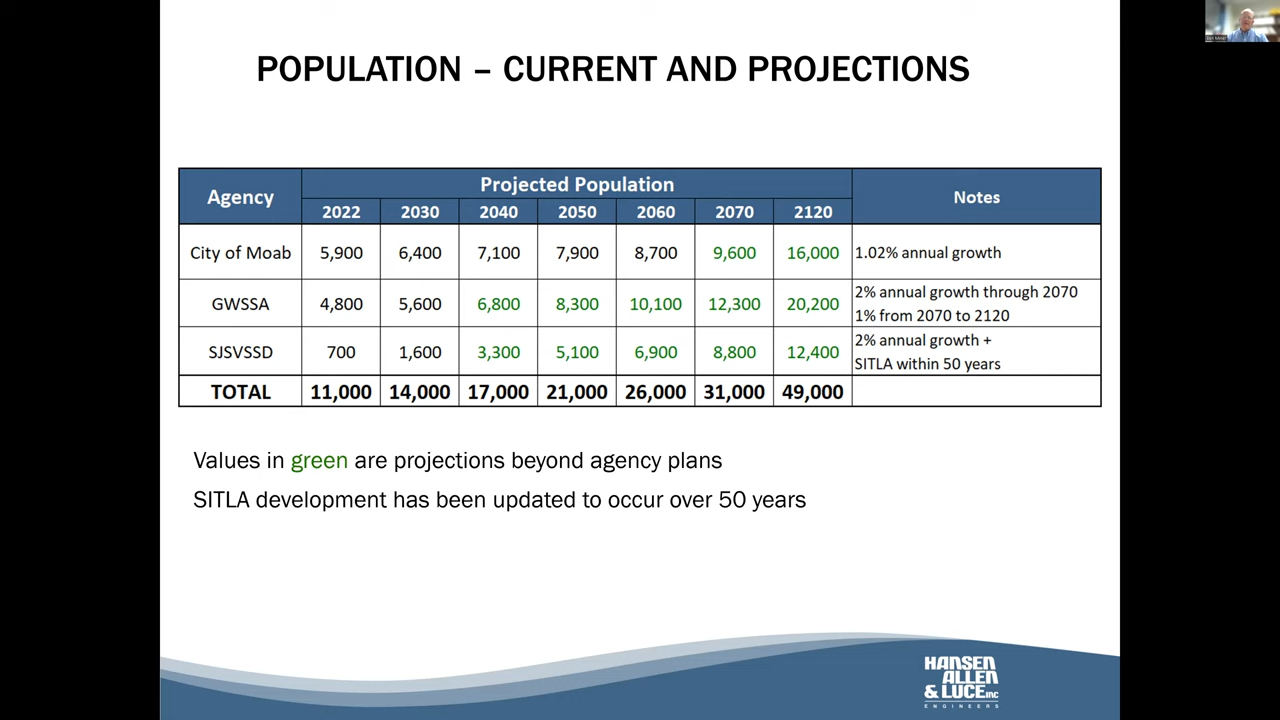 POPULATION – CURRENT AND PROJECTIONS
Agency Projected Population Notes
2022 2030 2040 2050 2060 2070 2120
City of Moab 5,900 6,400 7,100 7,900 8,700 9,600 16,000 1.02% annual growth
GWSSA 4,800 5,600 6,800 8,300 10,100 12,300 20,200 2% annual growth through 2070
1% from 2070 to 2120
SJSVSSD 700 1,600 3,300 5,100 6,900 8,800 12,400 2% annual growth +
SITLA within 50 years
TOTAL 11,000 14,000 17,000 21,000 26,000 31,000 49,000
Values in green are projections beyond agency plans
SITLA development has been updated to occur over 50 years
HANSEN
ALLEN
& LUCE INC
ENGINEERS